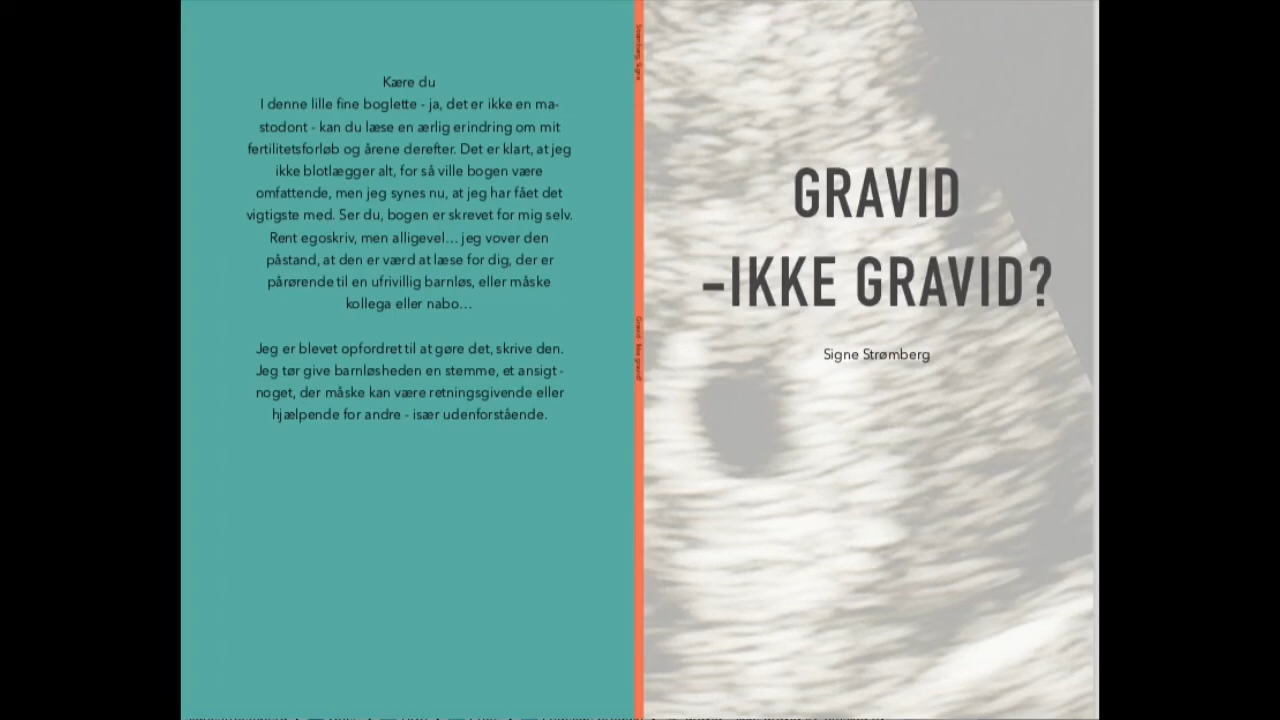 Kære du
I denne lille fine boglette - ja, det er ikke en ma-
stodont - kan du læse en ærlig erindring om mit
fertilitetsforløb og årene derefter. Det er klart, at jeg
ikke blotlægger alt, for så ville bogen være
omfattende, men jeg synes nu, at jeg har fået det
vigtigste med. Ser du, bogen er skrevet for mig selv.
Rent egoskriv, men alligevel... jeg vover den
påstand, at den er værd at læse for dig, der er
pårørende til en ufrivillig barnløs, eller måske
kollega eller nabo...
Jeg er blevet opfordret til at gøre det, skrive den.
Jeg tør give barnløsheden en stemme, et ansigt -
noget, der måske kan være retningsgivende eller
hjælpende for andre - især udenforstående.
Strømberg, Signe
Gravid - Ikke gravid?
GRAVID
-IKKE GRAVID?
Signe Strømberg